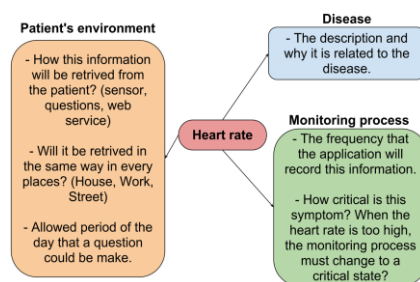 Patient's environment
- How this information
will be retrived from
the patient? (sensor,
questions, web
service)
- Will it be retrived in
the same way in every
places? (House, Work,
Street)
- Allowed period of the
day that a question
could be make.
Heart rate
Disease
- The description and
why it is related to the
disease.
Monitoring process
- The frequency that
the application will
record this information.
- How critical is this
symptom? When the
heart rate is too high,
the monitoring process
must change to a
critical state?